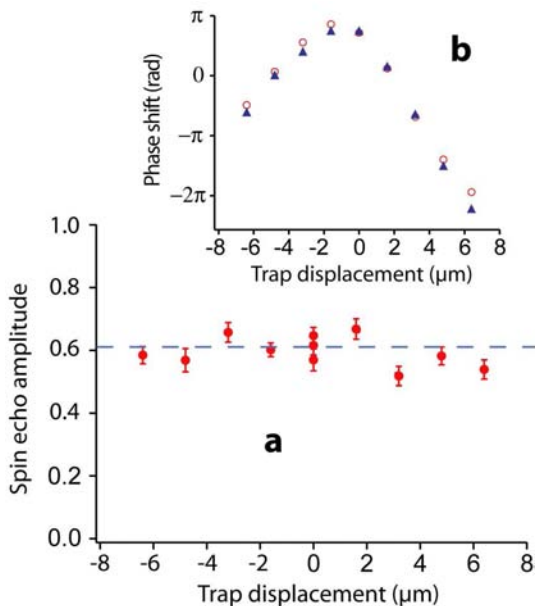 π
0
-π
-2π
Phase shift (rad)
b
-8 -6 -4 -2 0 2 4 6 8
Trap displacement (μm)
1.0
0.8
0.6
0.4
0.2
0.0
Spin echo amplitude
a
-8 -6 -4 -2 0 2 4 6 8
Trap displacement (μm)